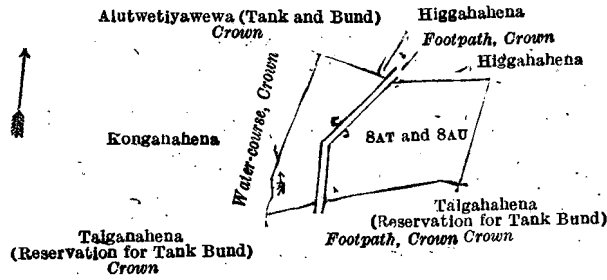 Alutwetiyawewa (Tank and Bund)
Crown
Higgahahena
Footpath, Crown
Higgahahena
Water-course, Crown
Konganahena
8AT and 8AU
Talgahahena
(Reservation for Tank Bund)
Footpath, Crown Crown
Talganahena
(Reservation for Tank Bund)
Crown